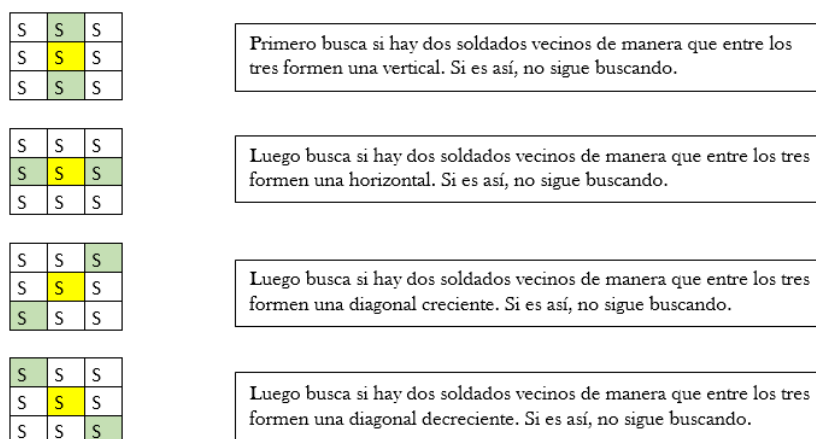 S S S
S S S
S S S
Primero busca si hay dos soldados vecinos de manera que entre los
tres formen una vertical. Si es así, no sigue buscando.
S S S
S S S
S S S
Luego busca si hay dos soldados vecinos de manera que entre los tres
formen una horizontal. Si es así, no sigue buscando.
S S S
S S S
S S S
Luego busca si hay dos soldados vecinos de manera que entre los tres
formen una diagonal creciente. Si es así, no sigue buscando.
S S S
S S S
S S S
Luego busca si hay dos soldados vecinos de manera que entre los tres
formen una diagonal decreciente. Si es así, no sigue buscando.